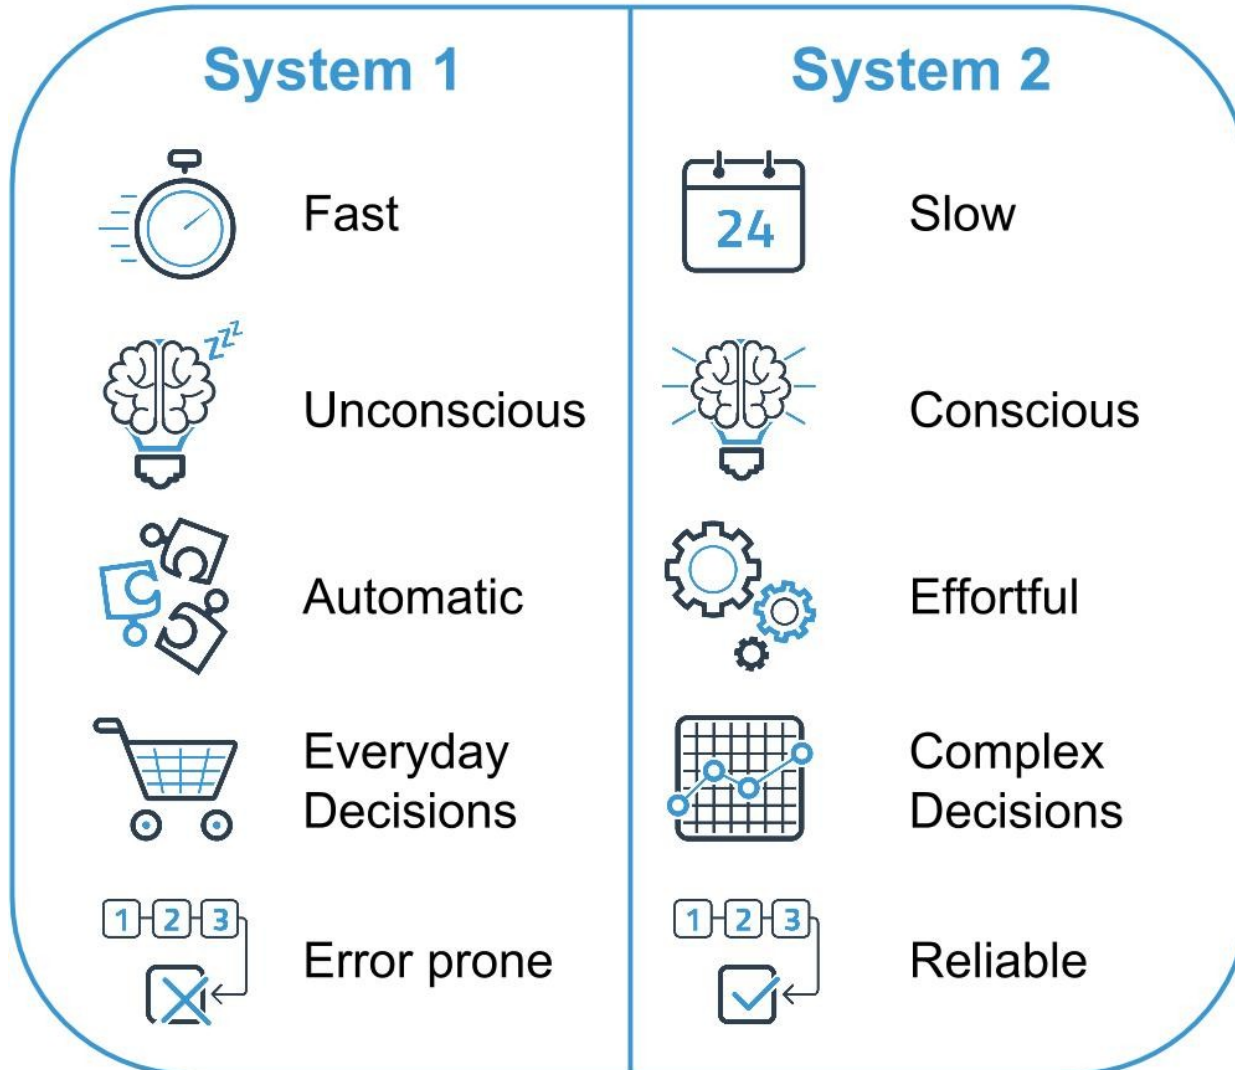 System 1
System 2
Fast
24
Slow
zzz
Unconscious
Conscious
Automatic
Effortful
Everyday
Decisions
Complex
Decisions
1 2 3
Error prone
1 2 3
Reliable